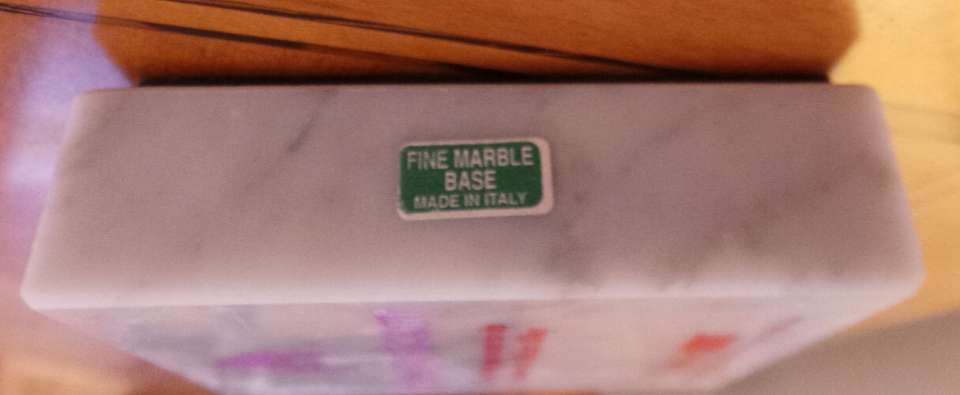 FINE MARBLE
BASE
MADE IN ITALY